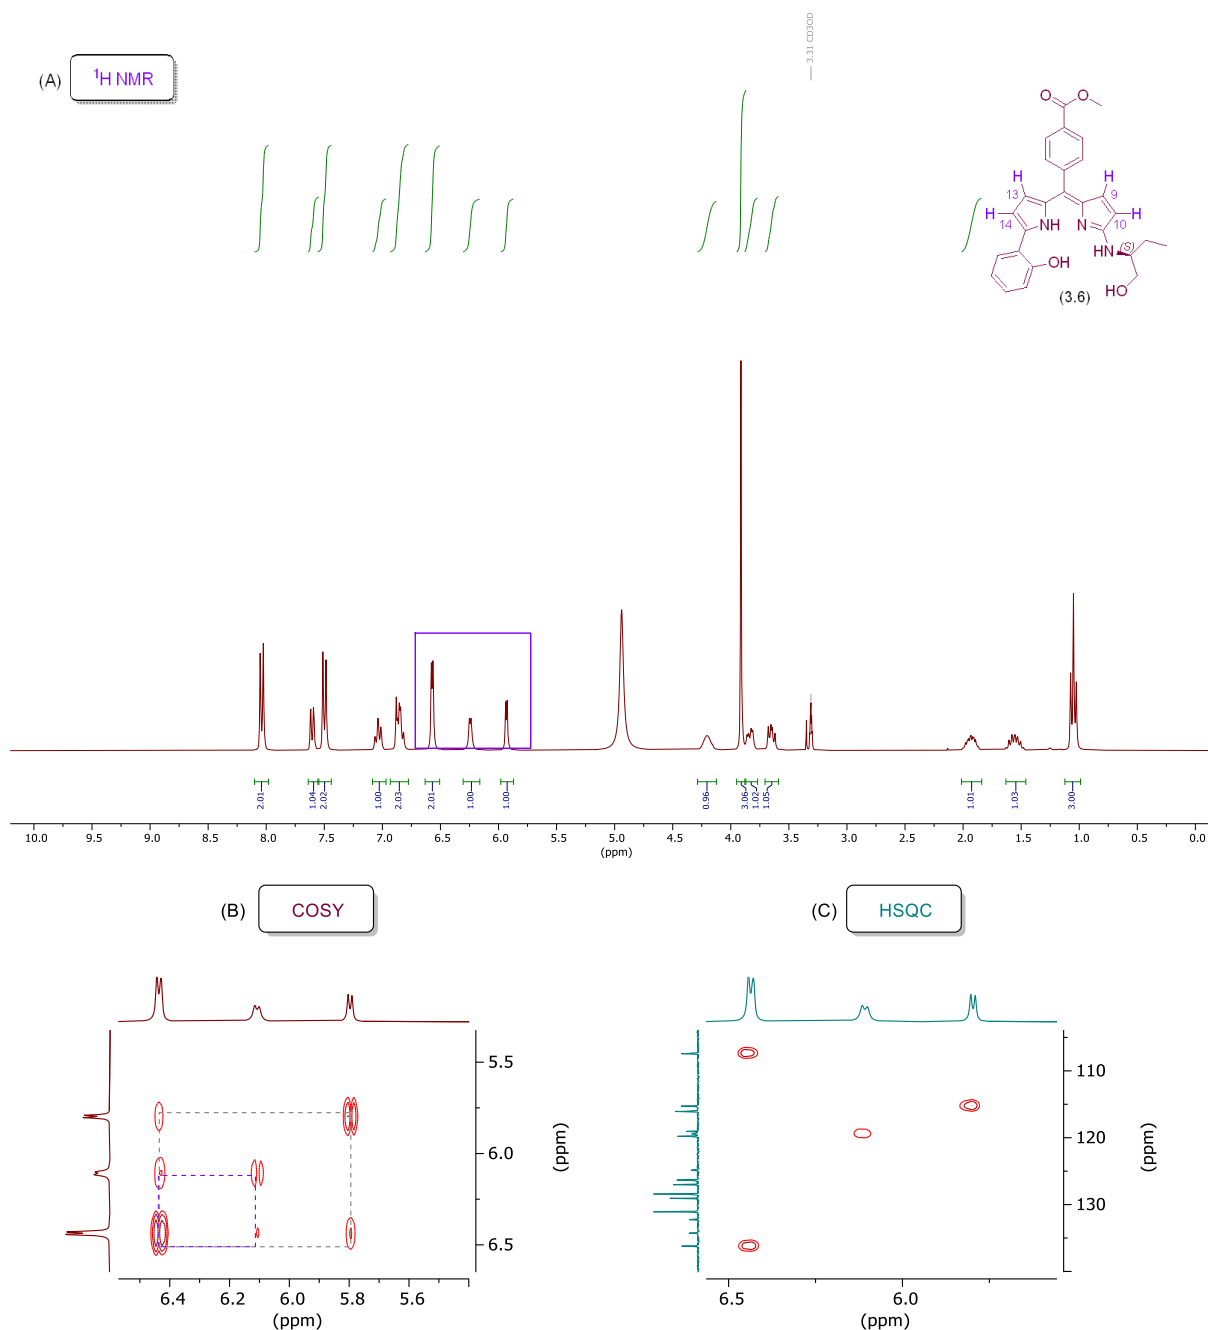 (A) ¹H NMR
3.31 CD3OD
O
O
H
H
13
9
H
H
14
10
NH
N
HN
(S)
OH
HO
(3.6)
2.01
1.04
2.02
1.00
2.03
2.01
1.00
1.00
0.96
3.06
1.02
1.05
1.01
1.03
3.00
10.0 9.5 9.0 8.5 8.0 7.5 7.0 6.5 6.0 5.5 5.0 4.5 4.0 3.5 3.0 2.5 2.0 1.5 1.0 0.5 0.0
(ppm)
(B) COSY
5.5
6.0
6.5
(ppm)
6.4 6.2 6.0 5.8 5.6
(ppm)
(C) HSQC
110
120
130
(ppm)
6.5 6.0
(ppm)